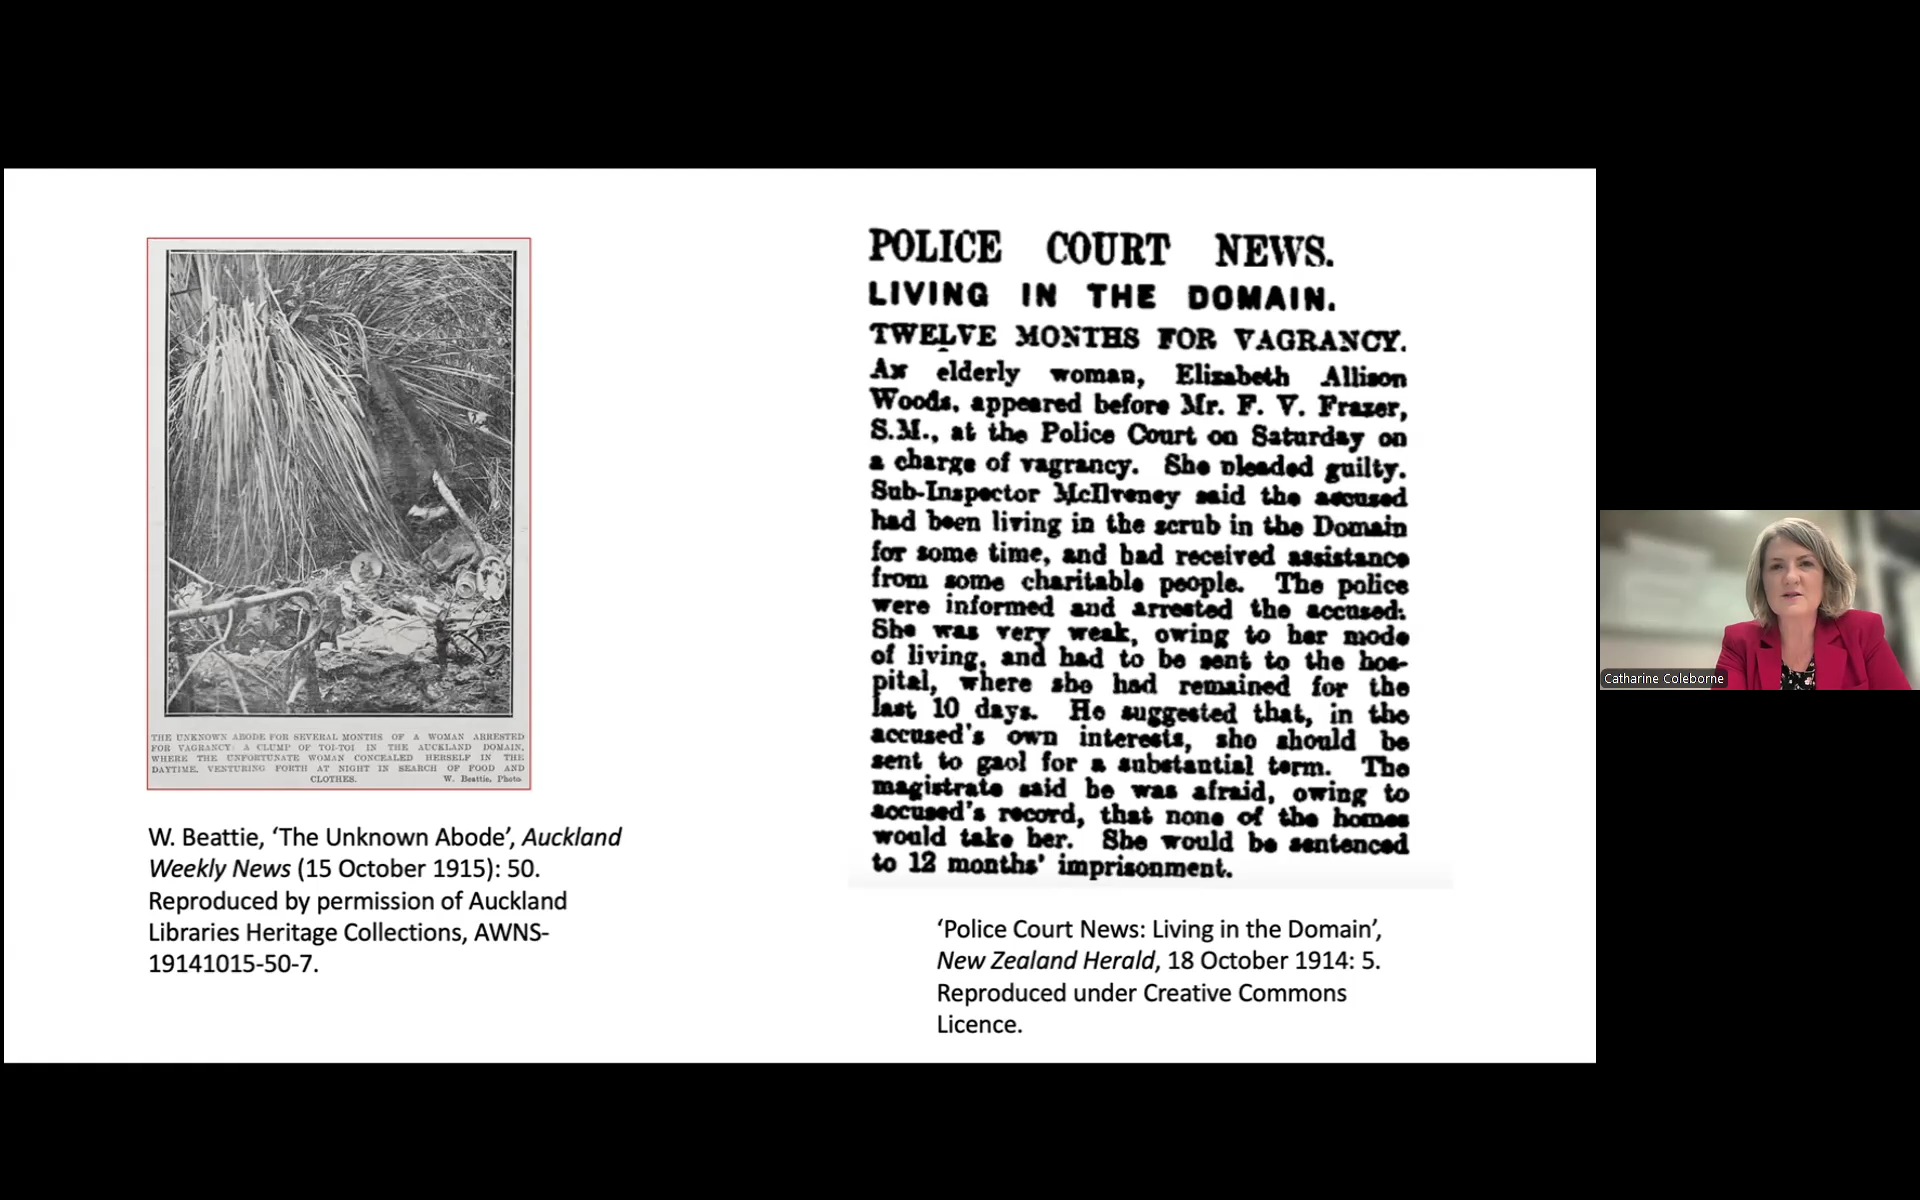 THE UNKNOWN ABODE FOR SEVERAL MONTHS OF A WOMAN ARRESTED
FOR VAGRANCY: A CLUMP OF TOI-TOI IN THE AUCKLAND DOMAIN,
WHERE THE UNFORTUNATE WOMAN CONCEALED HERSELF IN THE
DAYTIME, VENTURING FORTH AT NIGHT IN SEARCH OF FOOD AND
CLOTHES. W. Beattie, Photo
W. Beattie, ‘The Unknown Abode’, Auckland
Weekly News (15 October 1915): 50.
Reproduced by permission of Auckland
Libraries Heritage Collections, AWNS-
19141015-50-7.
POLICE COURT NEWS.
LIVING IN THE DOMAIN.
TWELVE MONTHS FOR VAGRANCY.
An elderly woman, Elizabeth Allison
Woods, appeared before Mr. F. V. Frazer,
S.M., at the Police Court on Saturday on
a charge of vagrancy. She pleaded guilty.
Sub-Inspector McIlveney said the accused
had been living in the scrub in the Domain
for some time, and had received assistance
from some charitable people. The police
were informed and arrested the accused.
She was very weak, owing to her mode
of living, and had to be sent to the hos-
pital, where she had remained for the
last 10 days. He suggested that, in the
accused's own interests, she should be
sent to gaol for a substantial term. The
magistrate said he was afraid, owing to
accused's record, that none of the homes
would take her. She would be sentenced
to 12 months' imprisonment.
‘Police Court News: Living in the Domain’,
New Zealand Herald, 18 October 1914: 5.
Reproduced under Creative Commons
Licence.
Catharine Coleborne